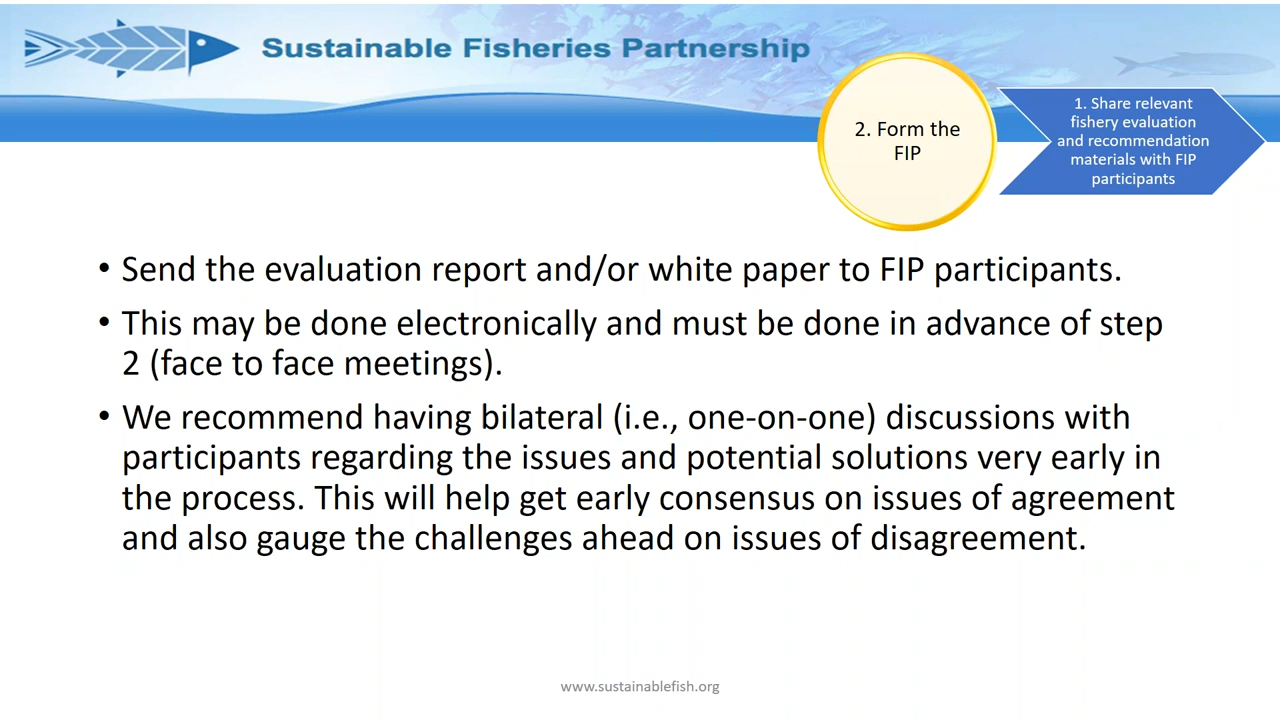 Sustainable Fisheries Partnership
2. Form the
FIP
1. Share relevant
fishery evaluation
and recommendation
materials with FIP
participants
• Send the evaluation report and/or white paper to FIP participants.
• This may be done electronically and must be done in advance of step
2 (face to face meetings).
• We recommend having bilateral (i.e., one-on-one) discussions with
participants regarding the issues and potential solutions very early in
the process. This will help get early consensus on issues of agreement
and also gauge the challenges ahead on issues of disagreement.
www.sustainablefish.org